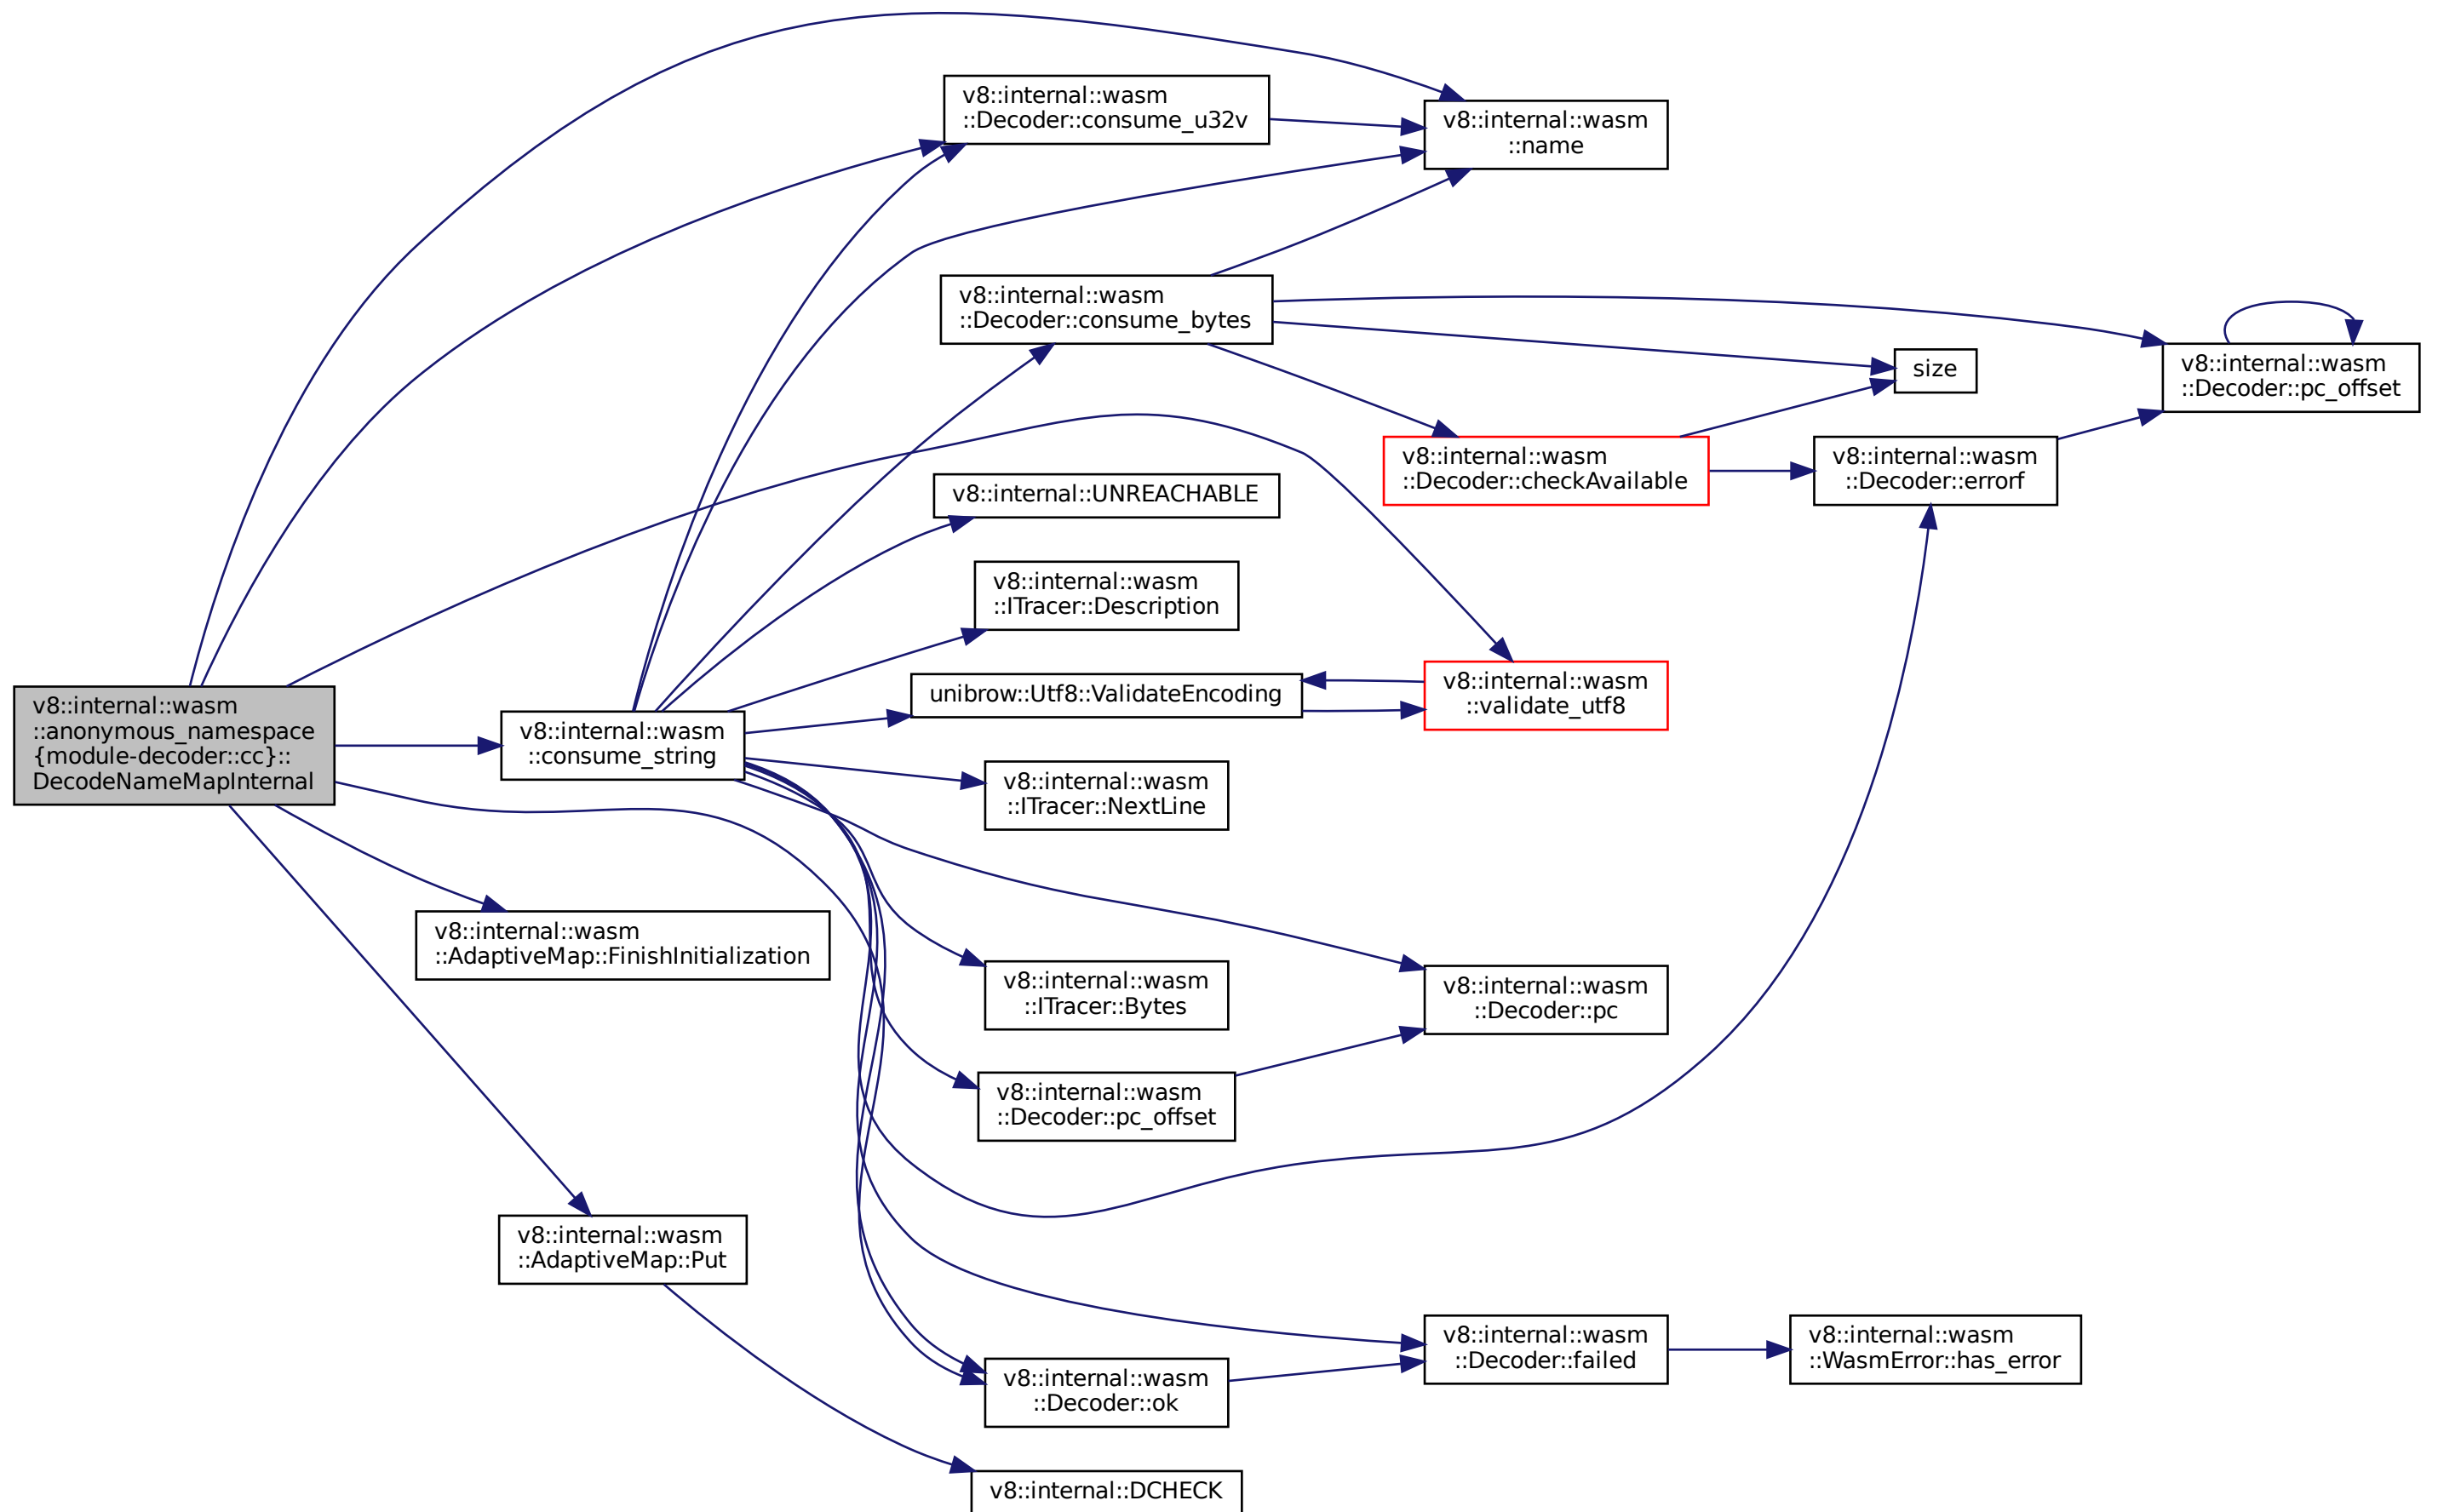 v8::internal::wasm
::anonymous_namespace
{module-decoder::cc}::
DecodeNameMapInternal
v8::internal::wasm
::consume_string
v8::internal::wasm
::AdaptiveMap::FinishInitialization
v8::internal::wasm
::AdaptiveMap::Put
v8::internal::wasm
::Decoder::consume_u32v
v8::internal::wasm
::Decoder::consume_bytes
v8::internal::UNREACHABLE
v8::internal::wasm
::ITracer::Description
unibrow::Utf8::ValidateEncoding
v8::internal::wasm
::ITracer::NextLine
v8::internal::wasm
::ITracer::Bytes
v8::internal::wasm
::Decoder::pc_offset
v8::internal::wasm
::Decoder::ok
v8::internal::DCHECK
v8::internal::wasm
::name
v8::internal::wasm
::Decoder::checkAvailable
v8::internal::wasm
::validate_utf8
v8::internal::wasm
::Decoder::pc
v8::internal::wasm
::Decoder::failed
size
v8::internal::wasm
::Decoder::errorf
v8::internal::wasm
::WasmError::has_error
v8::internal::wasm
::Decoder::pc_offset